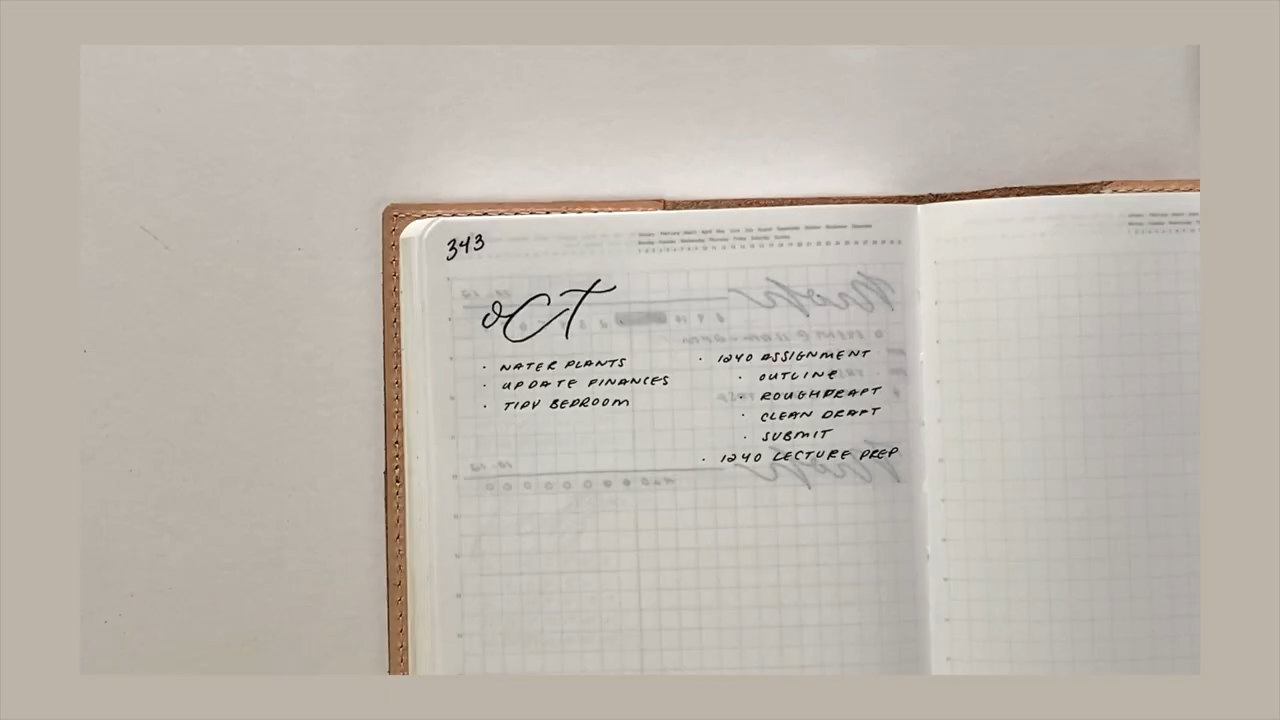 343
OCT
· WATER PLANTS
· UPDATE FINANCES
· TIDY BEDROOM
· 1240 ASSIGNMENT
· OUTLINE
· ROUGHDRAFT
· CLEAN DRAFT
· SUBMIT
· 1240 LECTURE PREP